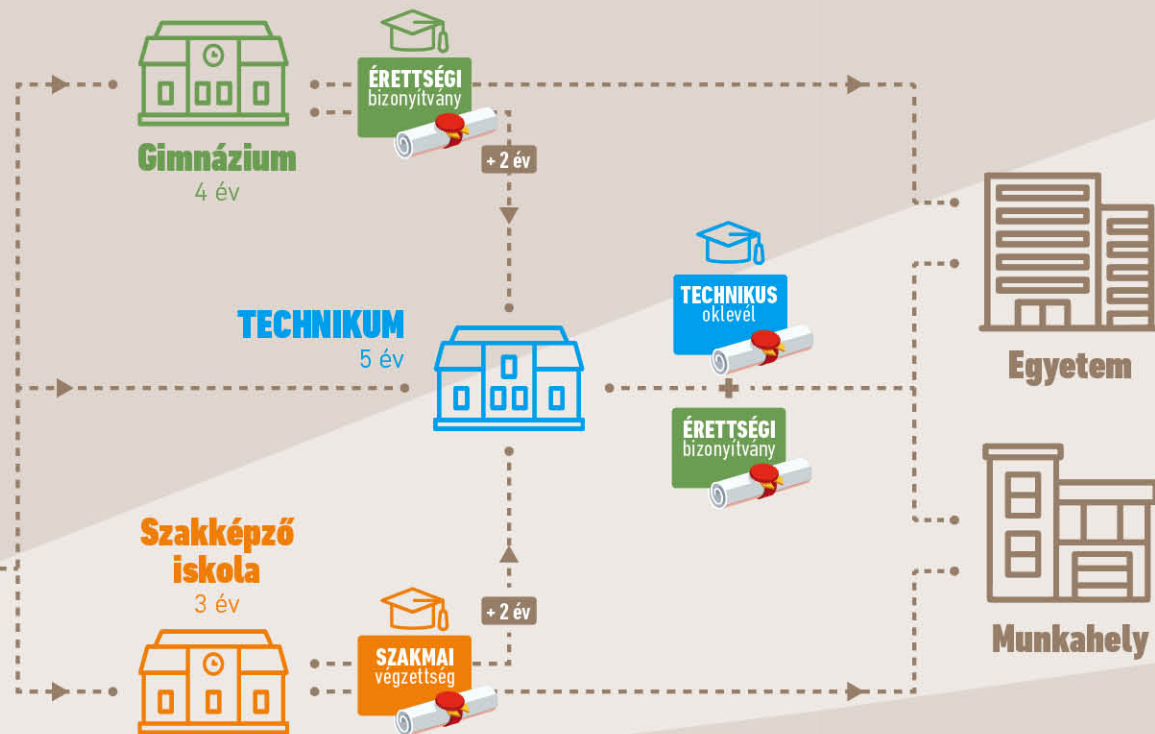 ÉRETTSÉGI
bizonyítvány
Gimnázium
4 év
+ 2 év
TECHNIKUM
5 év
TECHNIKUS
oklevél
ÉRETTSÉGI
bizonyítvány
Egyetem
Szakképző
iskola
3 év
+ 2 év
SZAKMAI
végzettség
Munkahely